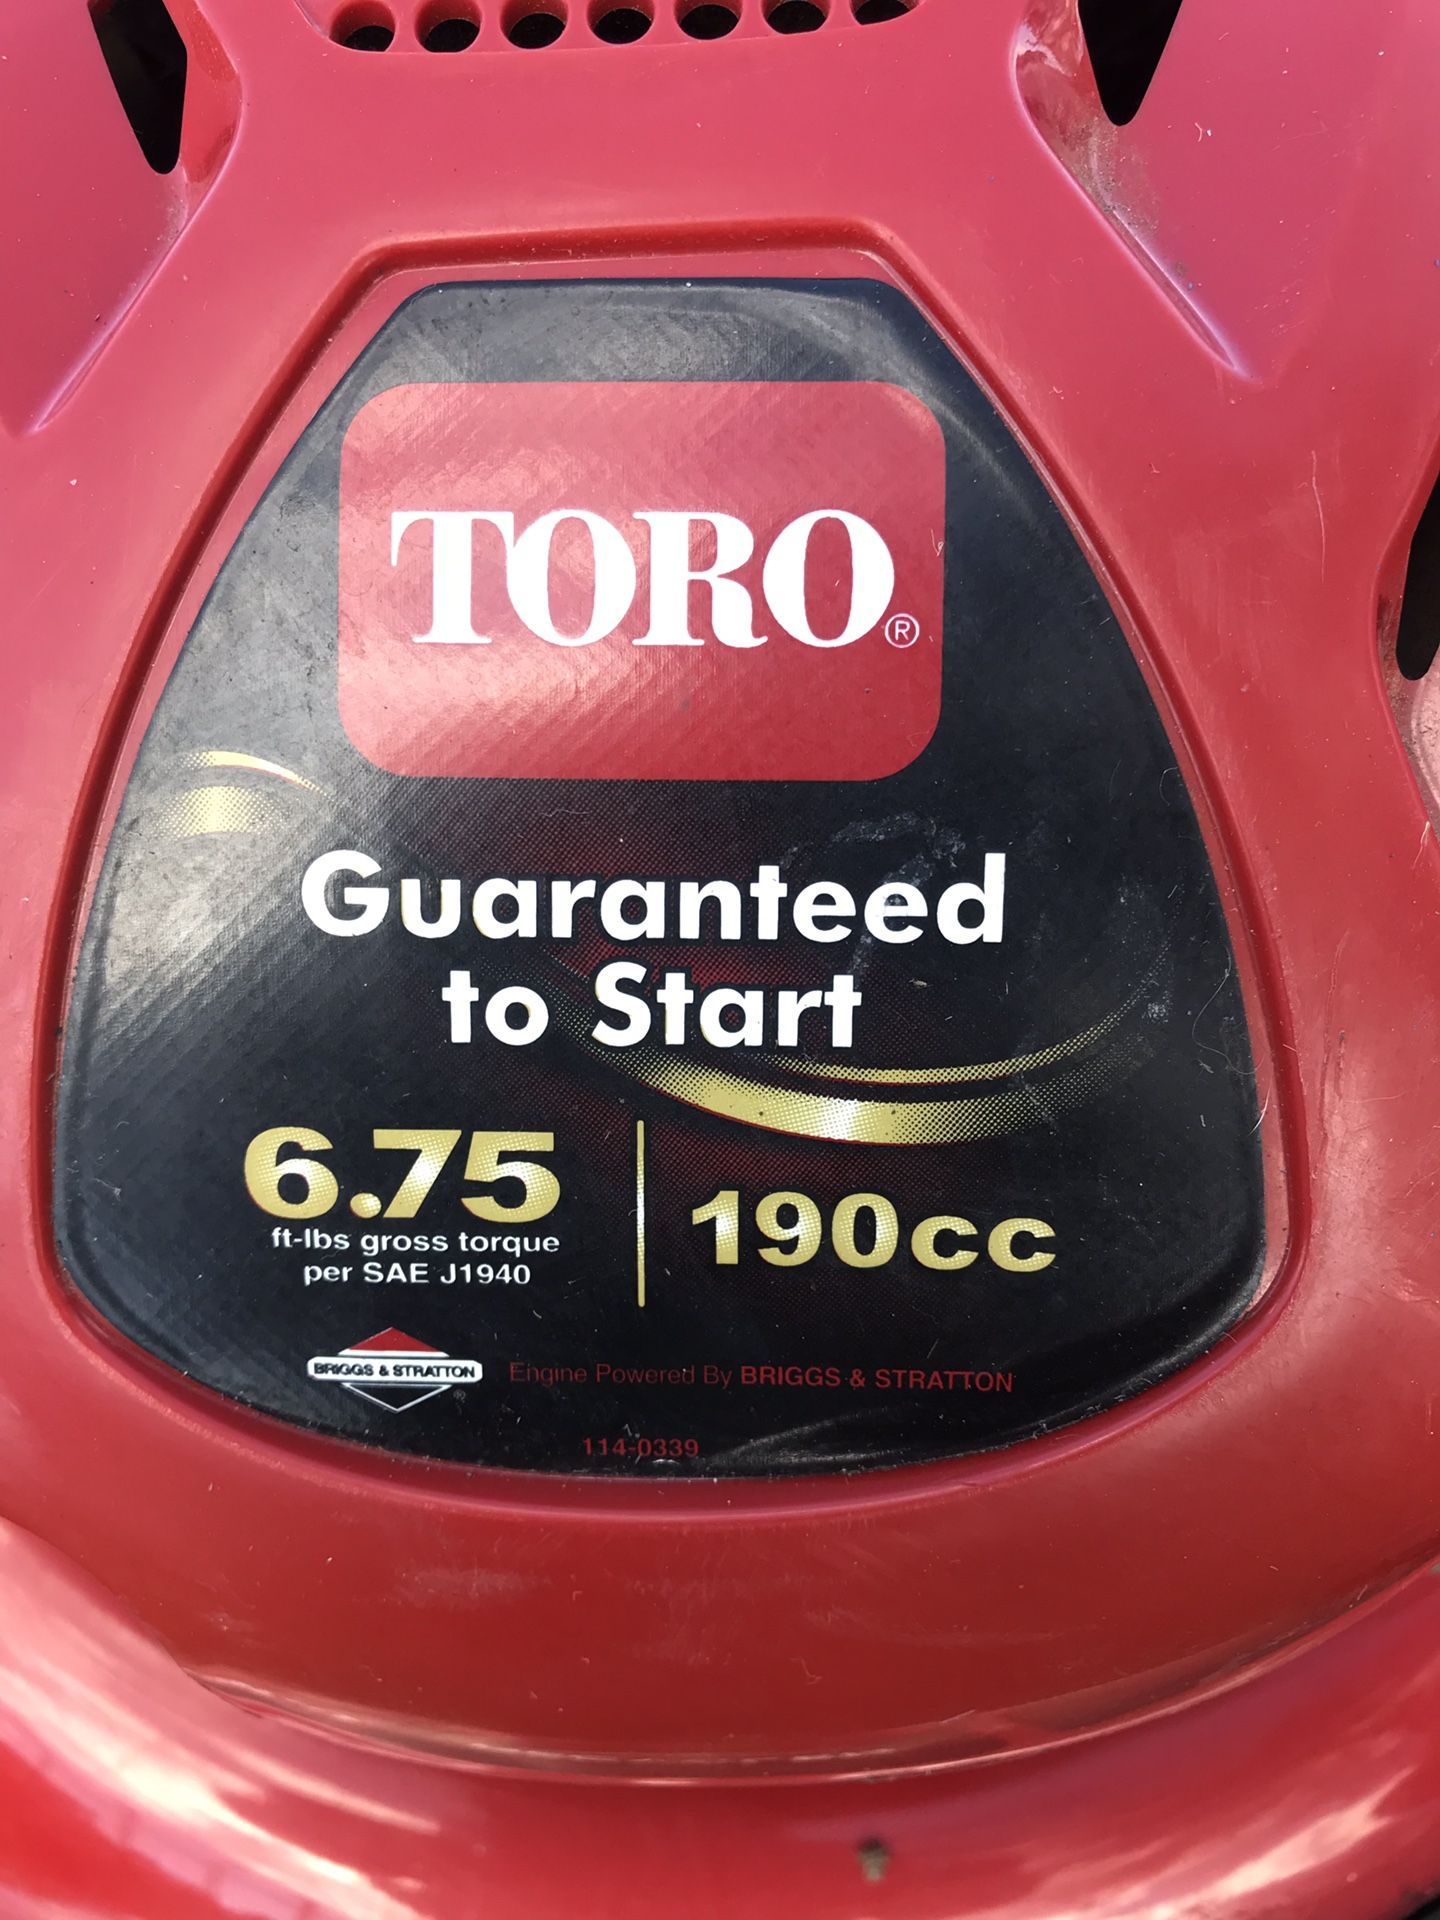 TORO®
Guaranteed
to Start
6.75
ft-lbs gross torque
per SAE J1940
190cc
BRIGGS & STRATTON®
Engine Powered By BRIGGS & STRATTON
114-0339